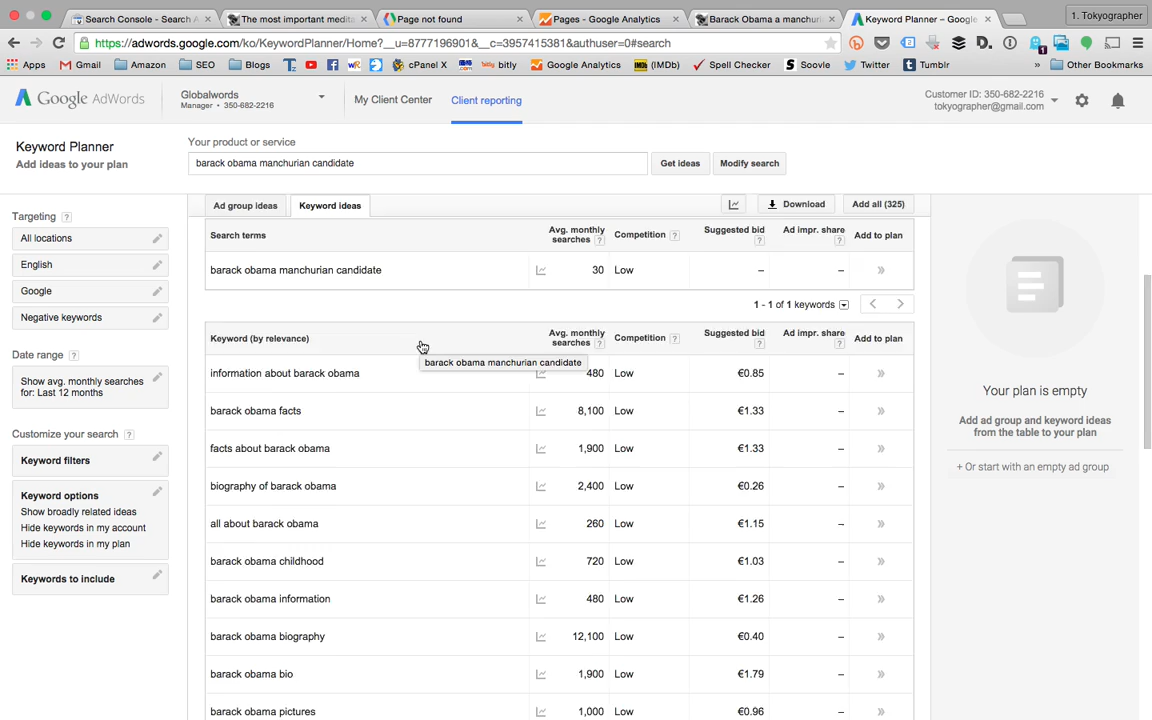 Search Console - Search A
The most important medita
Page not found
Pages - Google Analytics
Barack Obama a manchuri
Keyword Planner – Google
1. Tokyographer
https://adwords.google.com/ko/KeywordPlanner/Home?__u=8777196901&__c=3957415381&authuser=0#search
Apps Gmail Amazon SEO Blogs cPanel X bitly Google Analytics (IMDb) Spell Checker Soovle Twitter Tumblr » Other Bookmarks
Google AdWords
Globalwords
Manager • 350-682-2216
My Client Center
Client reporting
Customer ID: 350-682-2216
tokyographer@gmail.com
Keyword Planner
Add ideas to your plan
Your product or service
barack obama manchurian candidate
Get ideas
Modify search
Targeting ?
All locations
English
Google
Negative keywords
Date range ?
Show avg. monthly searches
for: Last 12 months
Customize your search ?
Keyword filters
Keyword options
Show broadly related ideas
Hide keywords in my account
Hide keywords in my plan
Keywords to include
Ad group ideas
Keyword ideas
Download
Add all (325)
Search terms Avg. monthly searches ? Competition ? Suggested bid ? Ad impr. share ? Add to plan
barack obama manchurian candidate 30 Low – – »
1 - 1 of 1 keywords
Keyword (by relevance) Avg. monthly searches ? Competition ? Suggested bid ? Ad impr. share ? Add to plan
barack obama manchurian candidate
information about barack obama 480 Low €0.85 – »
barack obama facts 8,100 Low €1.33 – »
facts about barack obama 1,900 Low €1.33 – »
biography of barack obama 2,400 Low €0.26 – »
all about barack obama 260 Low €1.15 – »
barack obama childhood 720 Low €1.03 – »
barack obama information 480 Low €1.26 – »
barack obama biography 12,100 Low €0.40 – »
barack obama bio 1,900 Low €1.79 – »
barack obama pictures 1,000 Low €0.96 – »
Your plan is empty
Add ad group and keyword ideas
from the table to your plan
+ Or start with an empty ad group